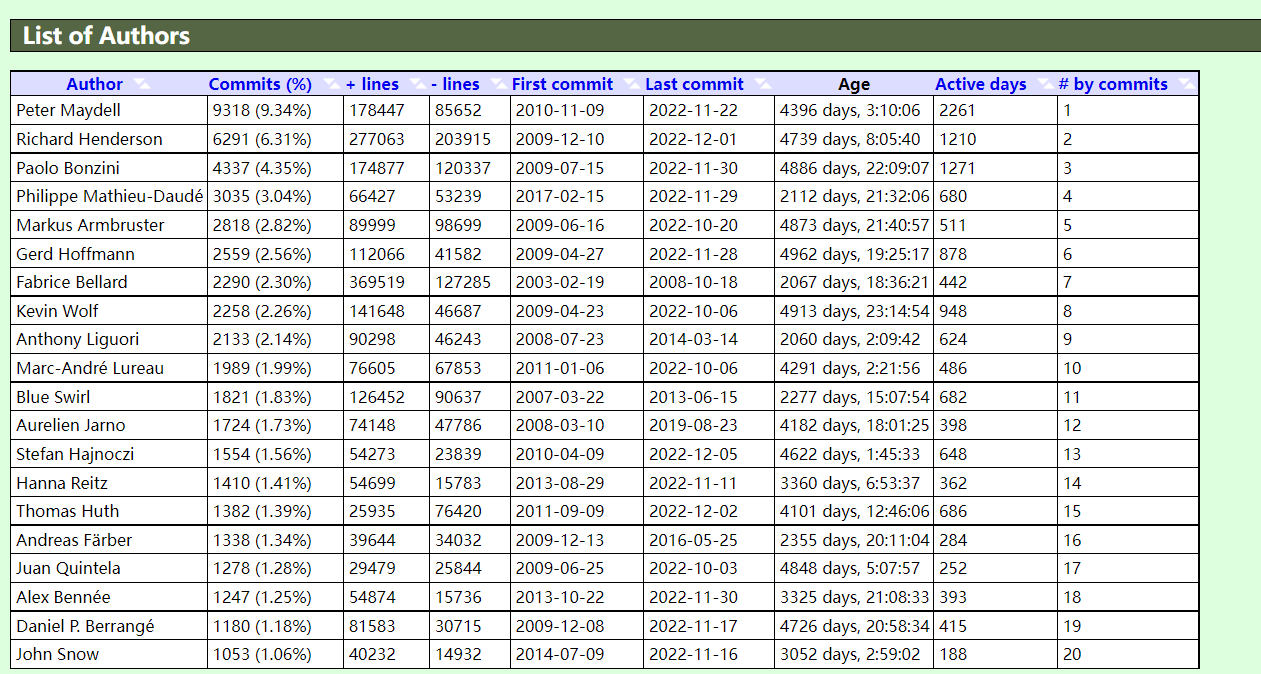 List of Authors
Author Commits (%) + lines - lines First commit Last commit Age Active days # by commits
Peter Maydell 9318 (9.34%) 178447 85652 2010-11-09 2022-11-22 4396 days, 3:10:06 2261 1
Richard Henderson 6291 (6.31%) 277063 203915 2009-12-10 2022-12-01 4739 days, 8:05:40 1210 2
Paolo Bonzini 4337 (4.35%) 174877 120337 2009-07-15 2022-11-30 4886 days, 22:09:07 1271 3
Philippe Mathieu-Daudé 3035 (3.04%) 66427 53239 2017-02-15 2022-11-29 2112 days, 21:32:06 680 4
Markus Armbruster 2818 (2.82%) 89999 98699 2009-06-16 2022-10-20 4873 days, 21:40:57 511 5
Gerd Hoffmann 2559 (2.56%) 112066 41582 2009-04-27 2022-11-28 4962 days, 19:25:17 878 6
Fabrice Bellard 2290 (2.30%) 369519 127285 2003-02-19 2008-10-18 2067 days, 18:36:21 442 7
Kevin Wolf 2258 (2.26%) 141648 46687 2009-04-23 2022-10-06 4913 days, 23:14:54 948 8
Anthony Liguori 2133 (2.14%) 90298 46243 2008-07-23 2014-03-14 2060 days, 2:09:42 624 9
Marc-André Lureau 1989 (1.99%) 76605 67853 2011-01-06 2022-10-06 4291 days, 2:21:56 486 10
Blue Swirl 1821 (1.83%) 126452 90637 2007-03-22 2013-06-15 2277 days, 15:07:54 682 11
Aurelien Jarno 1724 (1.73%) 74148 47786 2008-03-10 2019-08-23 4182 days, 18:01:25 398 12
Stefan Hajnoczi 1554 (1.56%) 54273 23839 2010-04-09 2022-12-05 4622 days, 1:45:33 648 13
Hanna Reitz 1410 (1.41%) 54699 15783 2013-08-29 2022-11-11 3360 days, 6:53:37 362 14
Thomas Huth 1382 (1.39%) 25935 76420 2011-09-09 2022-12-02 4101 days, 12:46:06 686 15
Andreas Färber 1338 (1.34%) 39644 34032 2009-12-13 2016-05-25 2355 days, 20:11:04 284 16
Juan Quintela 1278 (1.28%) 29479 25844 2009-06-25 2022-10-03 4848 days, 5:07:57 252 17
Alex Bennée 1247 (1.25%) 54874 15736 2013-10-22 2022-11-30 3325 days, 21:08:33 393 18
Daniel P. Berrangé 1180 (1.18%) 81583 30715 2009-12-08 2022-11-17 4726 days, 20:58:34 415 19
John Snow 1053 (1.06%) 40232 14932 2014-07-09 2022-11-16 3052 days, 2:59:02 188 20